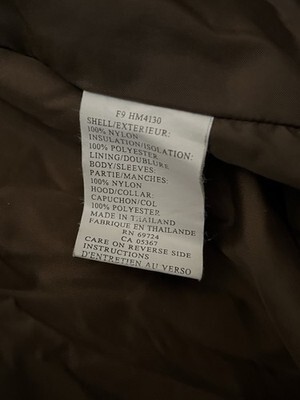 F9 HM4130
SHELL/EXTERIEUR:
100% NYLON
INSULATION/ISOLATION:
100% POLYESTER
LINING/DOUBLURE
BODY/SLEEVES:
PARTIE/MANCHES:
100% NYLON
HOOD/COLLAR:
CAPUCHON/COL
100% POLYESTER
MADE IN THAILAND
FABRIQUE EN THAILANDE
RN 69724
CA 05367
CARE ON REVERSE SIDE
INSTRUCTIONS
D'ENTRETIEN AU VERSO